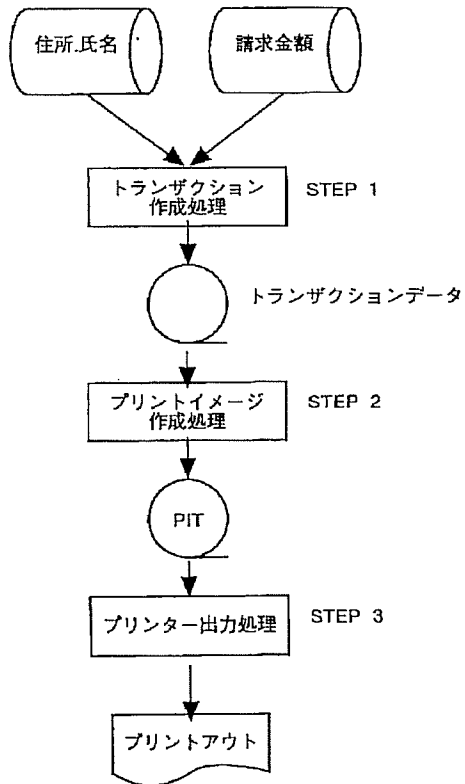 住所.氏名
請求金額
トランザクション
作成処理
STEP 1
トランザクションデータ
プリントイメージ
作成処理
STEP 2
PIT
プリンター出力処理
STEP 3
プリントアウト